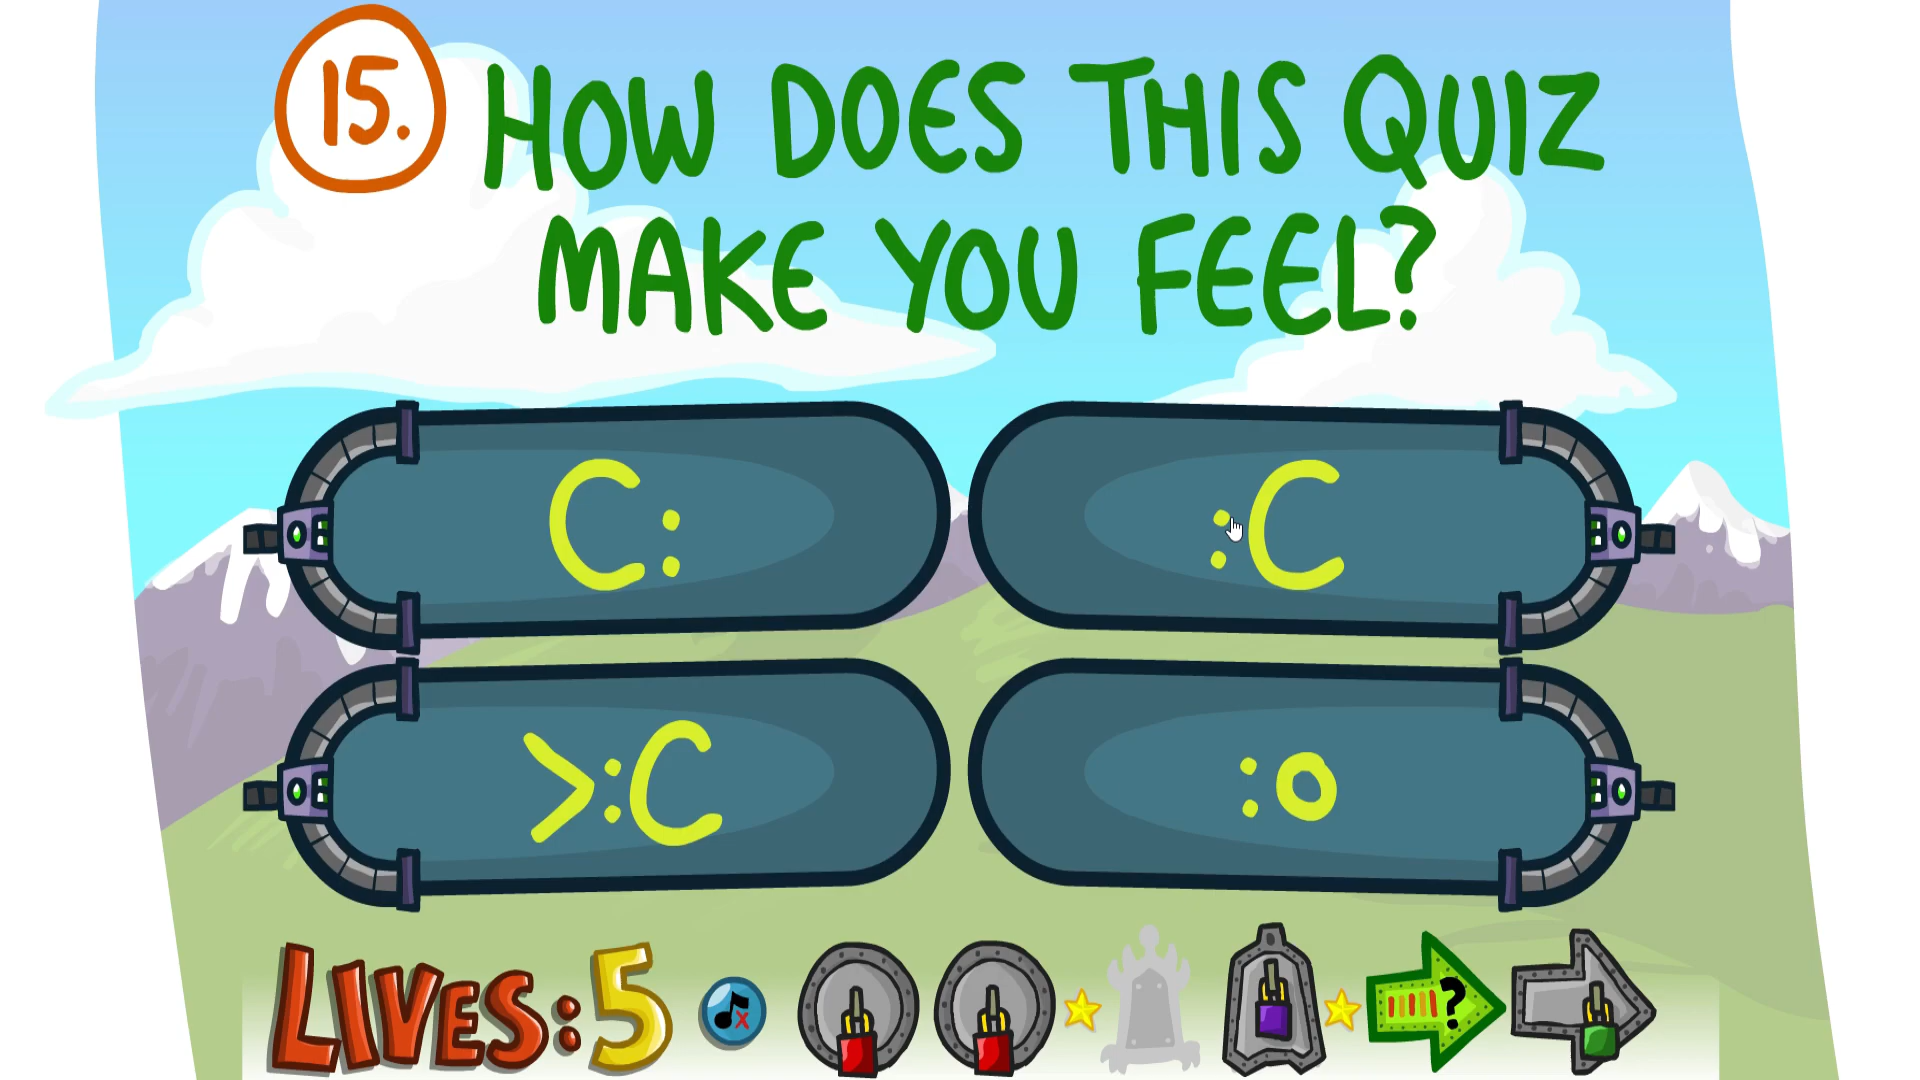 15. HOW DOES THIS QUIZ
MAKE YOU FEEL?
C: :C
>:C :o
LIVES: 5 ?